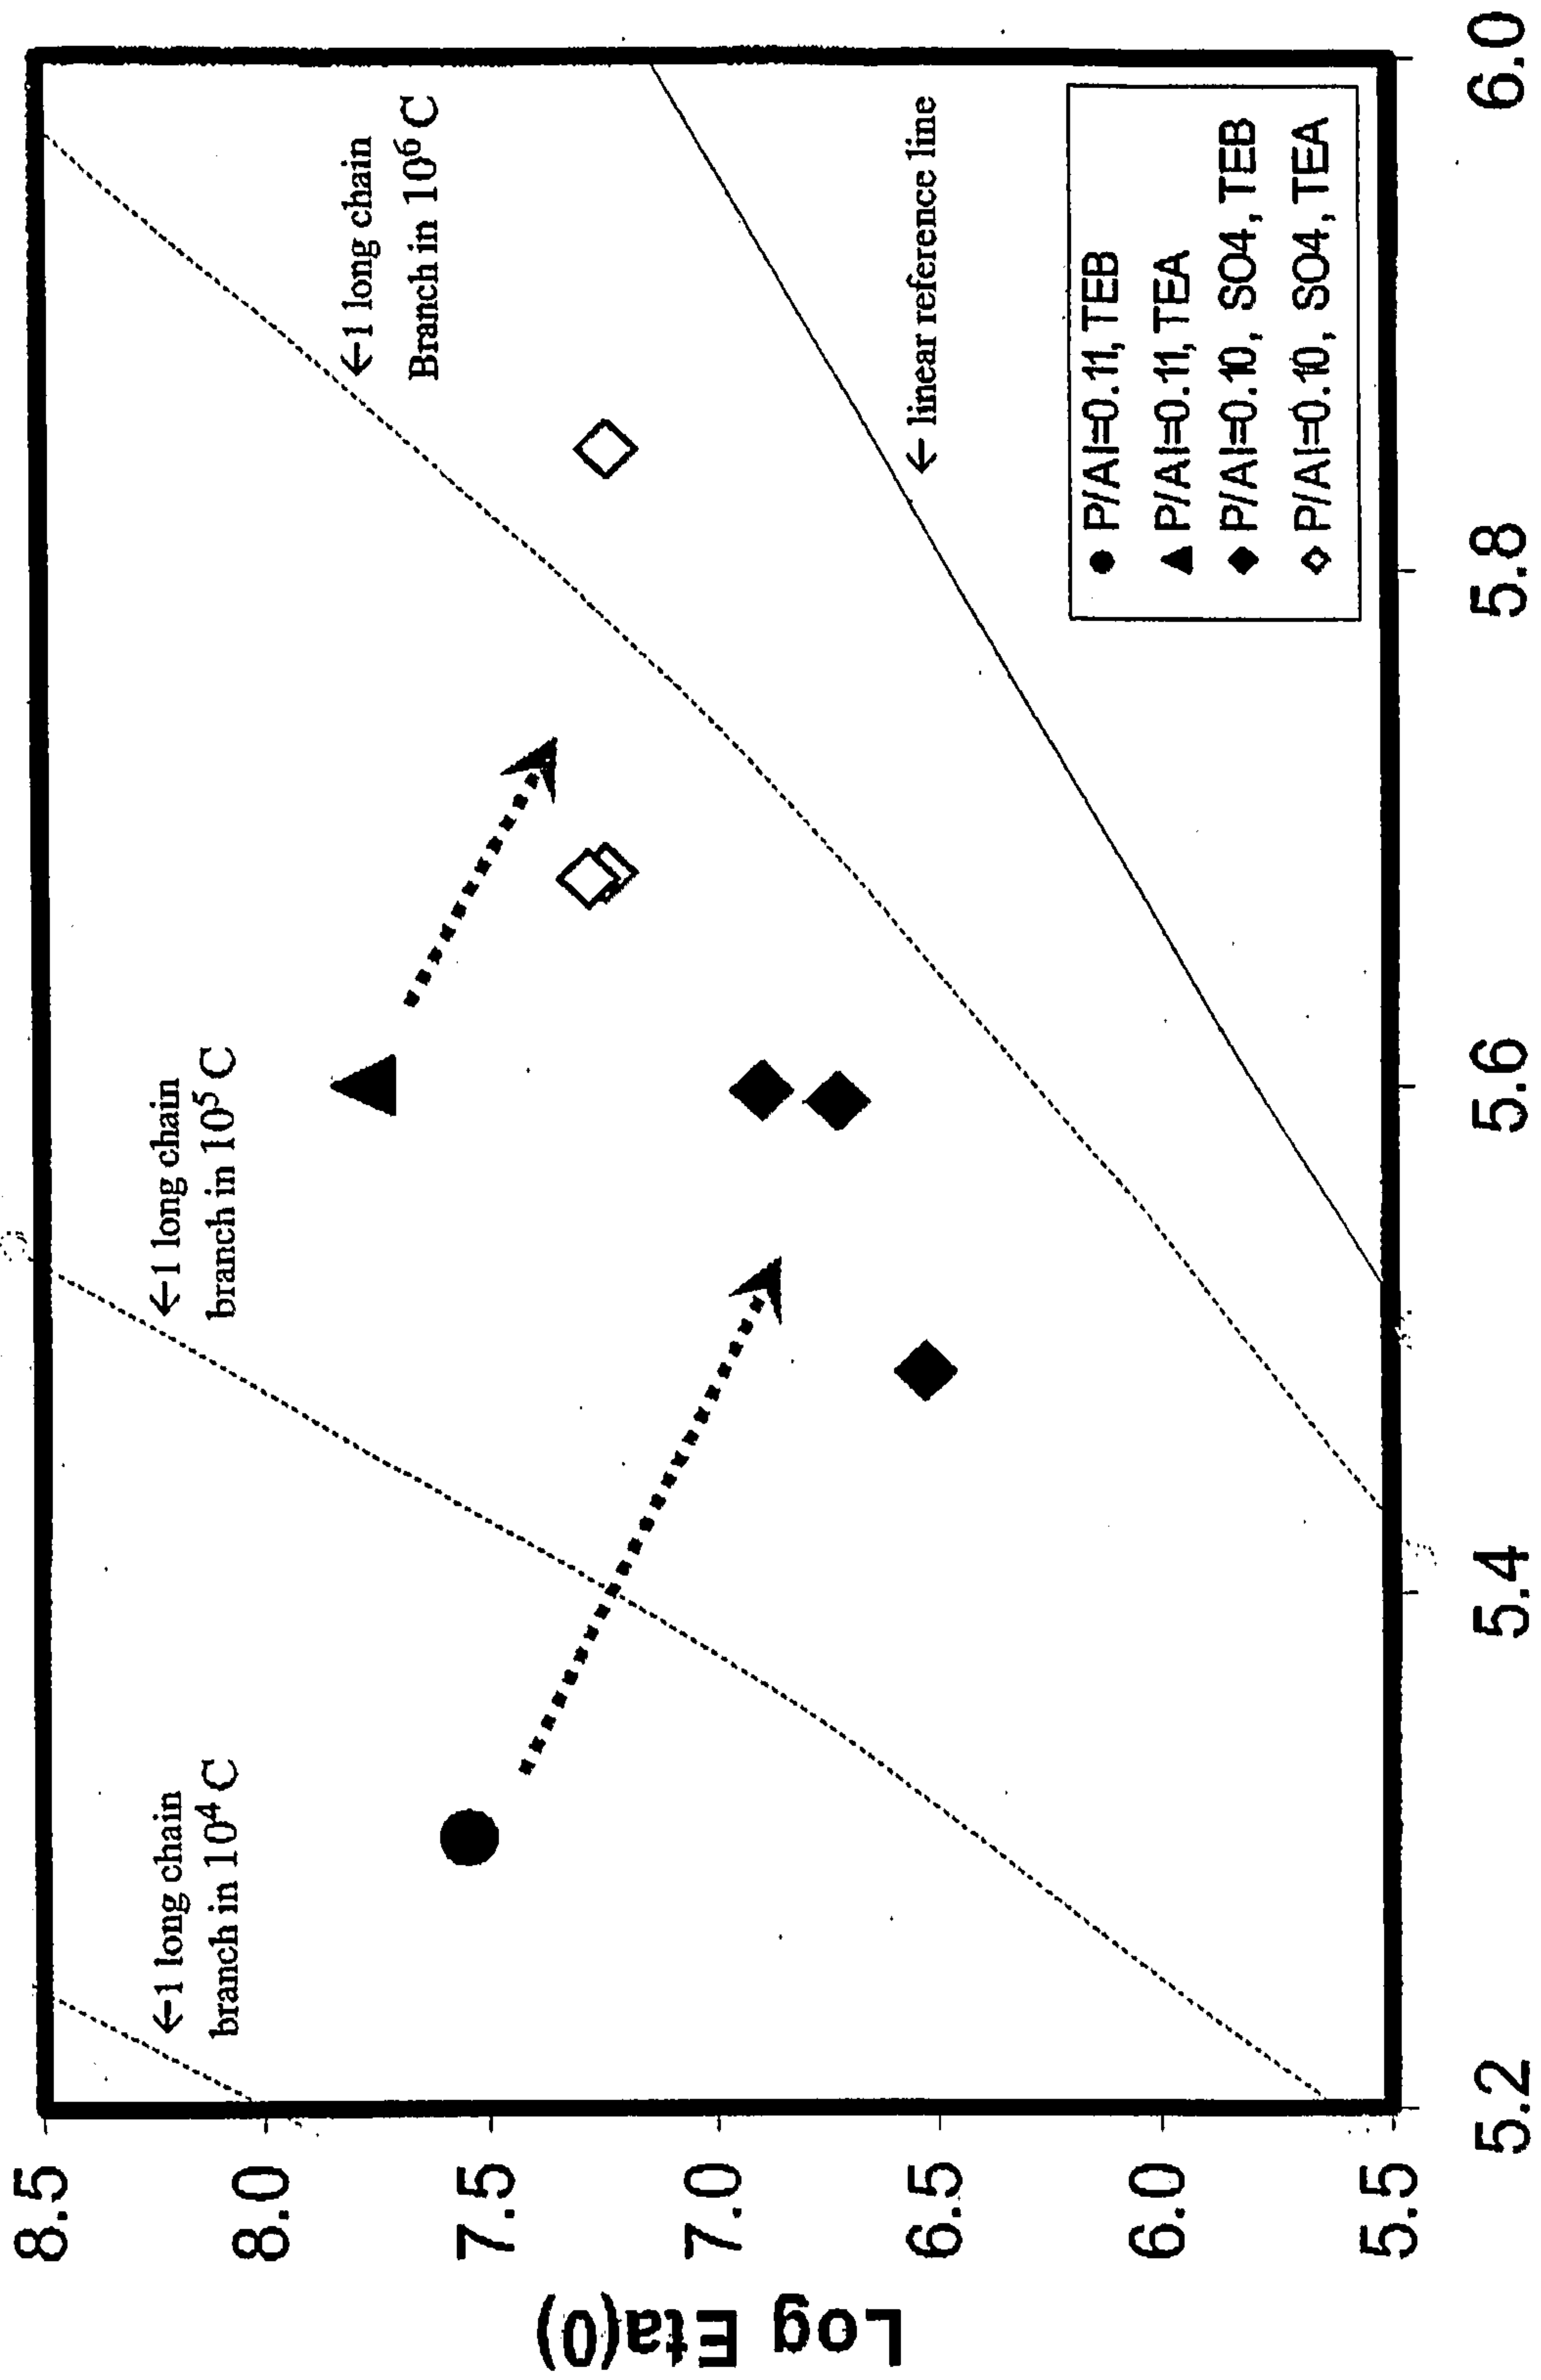 8.5
8.0
7.5
7.0
6.5
6.0
5.5
Log Eta(0)
←1 long chain
branch in 10⁴ C
←1 long chain
branch in 10⁵ C
←1 long chain
Branch in 10⁶ C
← linear reference line
● P/Al=0.11, TEB
▲ P/Al=0.11, TEA
◆ P/Al=0.10, SO4, TEB
◇ P/Al=0.10, SO4, TEA
5.2
5.4
5.6
5.8
6.0